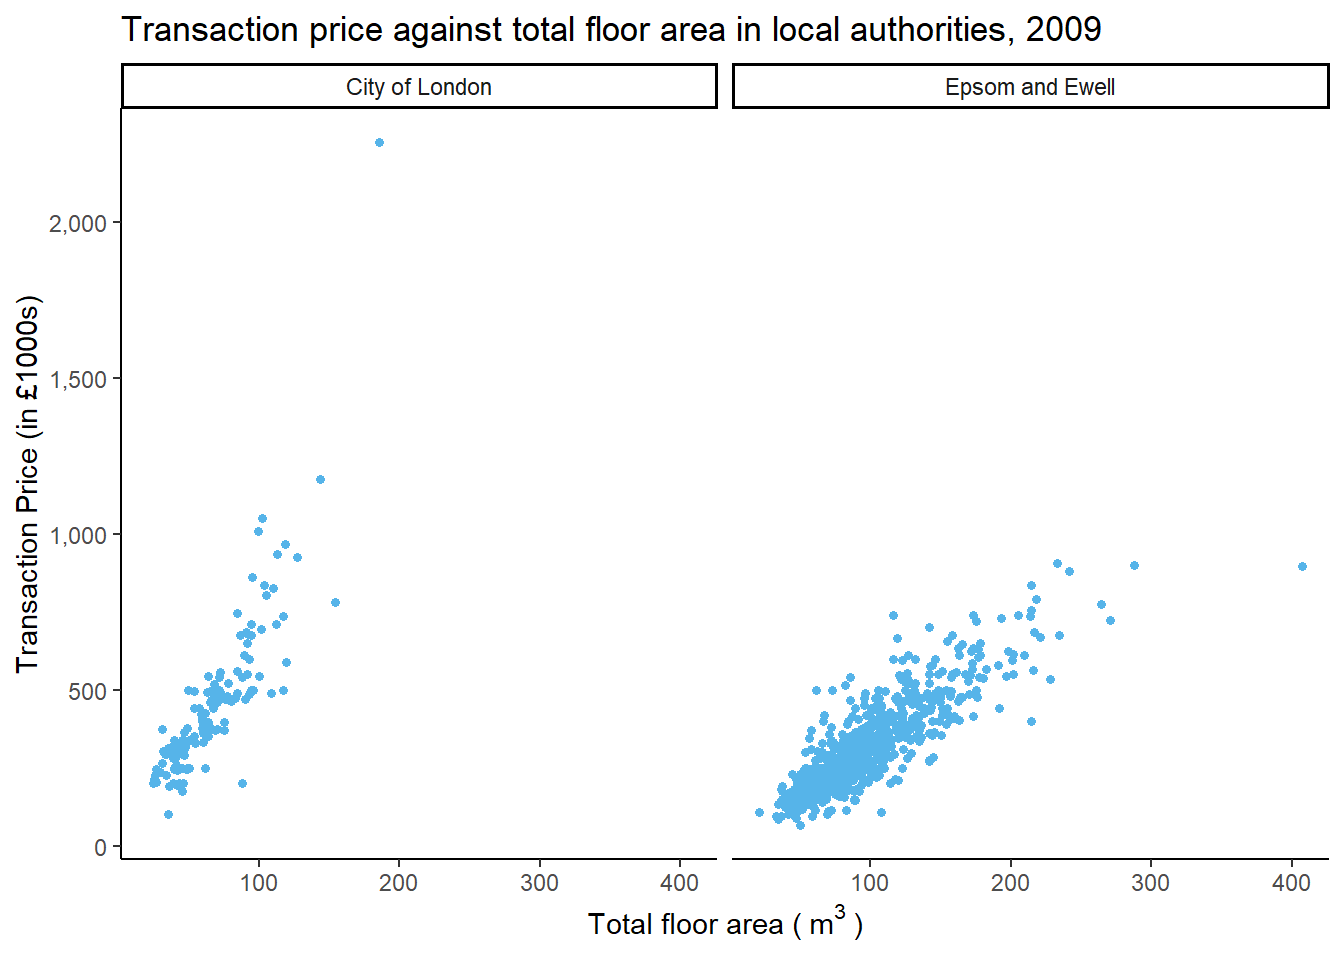 Transaction price against total floor area in local authorities, 2009
City of London
Epsom and Ewell
Transaction Price (in £1000s)
2,000
1,500
1,000
500
0
100 200 300 400
100 200 300 400
Total floor area ( m³ )